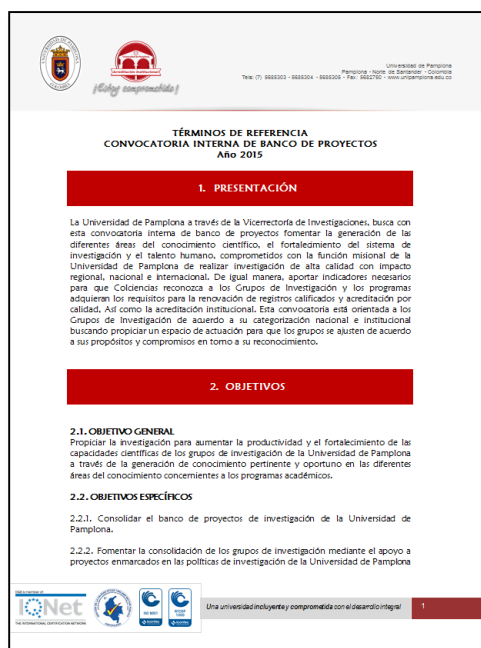 Universidad de Pamplona
Pamplona - Norte de Santander - Colombia
Tels: (7) 5685303 - 5685304 - 5685305 - Fax: 5682750 - www.unipamplona.edu.co
Acreditación Institucional
¡Estoy comprometido!
TÉRMINOS DE REFERENCIA
CONVOCATORIA INTERNA DE BANCO DE PROYECTOS
Año 2015
1. PRESENTACIÓN
La Universidad de Pamplona a través de la Vicerrectoría de Investigaciones, busca con
esta convocatoria interna de banco de proyectos fomentar la generación de las
diferentes áreas del conocimiento científico, el fortalecimiento del sistema de
investigación y el talento humano, comprometidos con la función misional de la
Universidad de Pamplona de realizar investigación de alta calidad con impacto
regional, nacional e internacional. De igual manera, aportar indicadores necesarios
para que Colciencias reconozca a los Grupos de Investigación y los programas
adquieran los requisitos para la renovación de registros calificados y acreditación por
calidad, Así como la acreditación institucional. Esta convocatoria está orientada a los
Grupos de Investigación de acuerdo a su categorización nacional e institucional
buscando propiciar un espacio de actuación para que los grupos se ajusten de acuerdo
a sus propósitos y compromisos en torno a su reconocimiento.
2. OBJETIVOS
2.1. OBJETIVO GENERAL
Propiciar la investigación para aumentar la productividad y el fortalecimiento de las
capacidades científicas de los grupos de investigación de la Universidad de Pamplona
a través de la generación de conocimiento pertinente y oportuno en las diferentes
áreas del conocimiento concernientes a los programas académicos.
2.2. OBJETIVOS ESPECÍFICOS
2.2.1. Consolidar el banco de proyectos de investigación de la Universidad de
Pamplona.
2.2.2. Fomentar la consolidación de los grupos de investigación mediante el apoyo a
proyectos enmarcados en las políticas de investigación de la Universidad de Pamplona
IQNet
THE INTERNATIONAL CERTIFICATION NETWORK
Una universidad incluyente y comprometida con el desarrollo integral
1